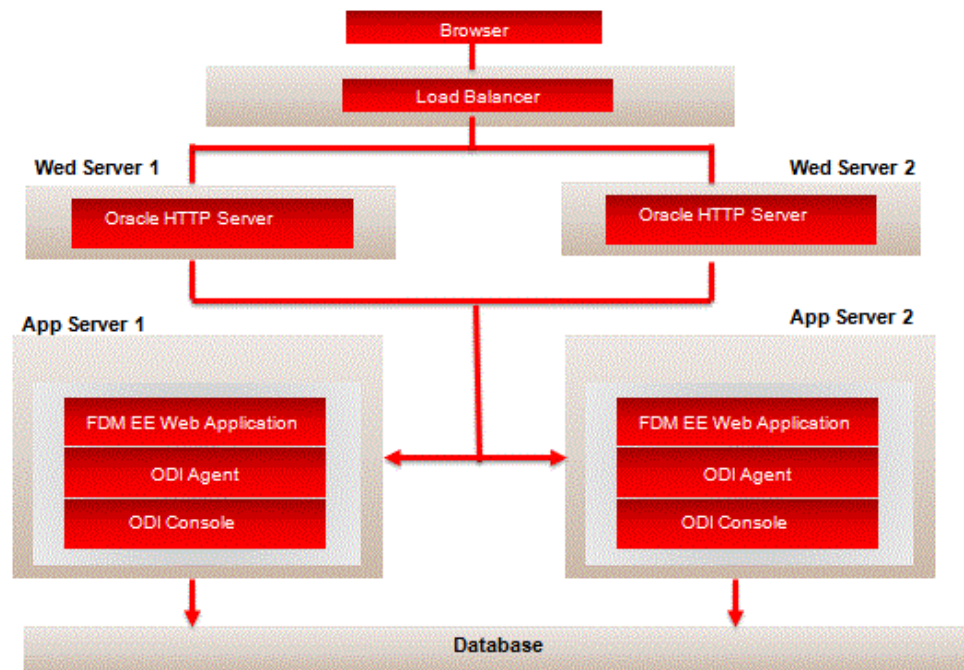 Browser
Load Balancer
Wed Server 1
Wed Server 2
Oracle HTTP Server
Oracle HTTP Server
App Server 1
App Server 2
FDM EE Web Application
ODI Agent
ODI Console
FDM EE Web Application
ODI Agent
ODI Console
Database